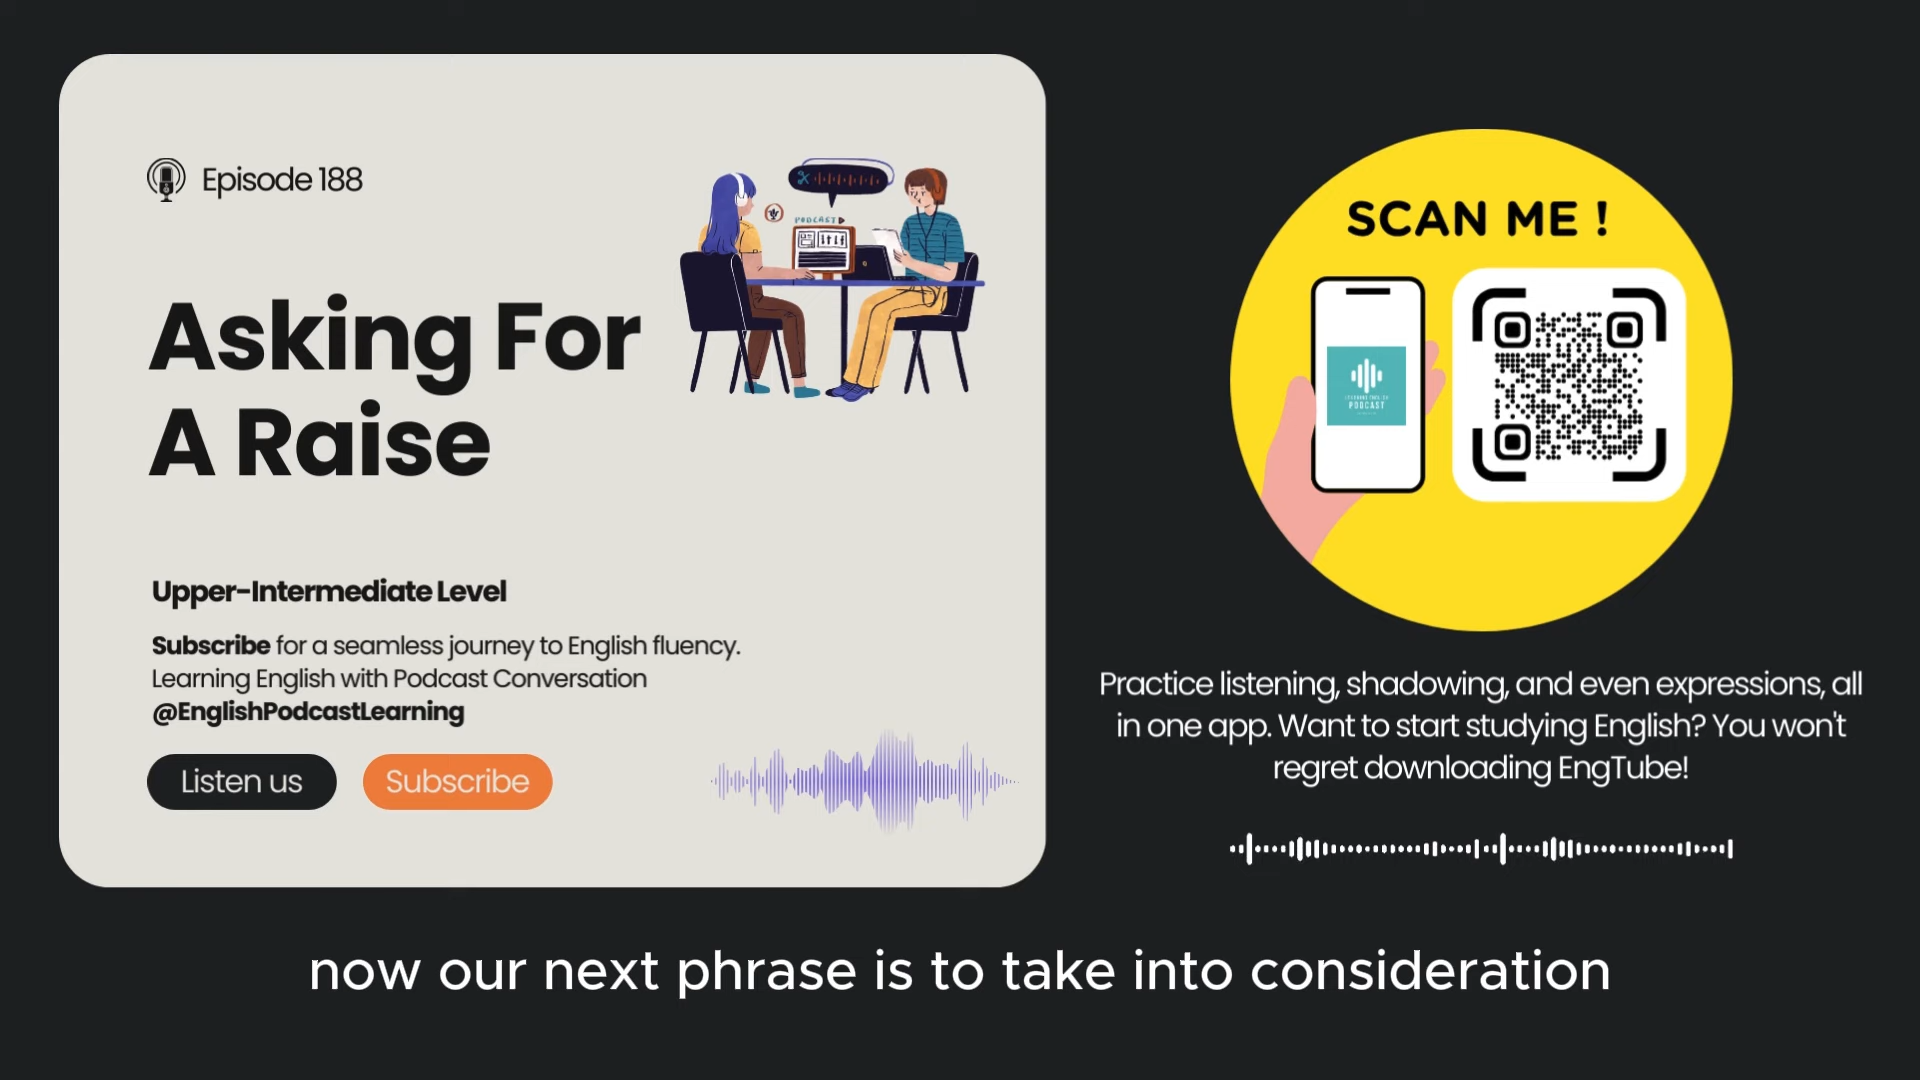 Episode 188
PODCAST
Asking For
A Raise
Upper-Intermediate Level
Subscribe for a seamless journey to English fluency.
Learning English with Podcast Conversation
@EnglishPodcastLearning
Listen us
Subscribe
SCAN ME !
PODCAST
Practice listening, shadowing, and even expressions, all
in one app. Want to start studying English? You won't
regret downloading EngTube!
now our next phrase is to take into consideration